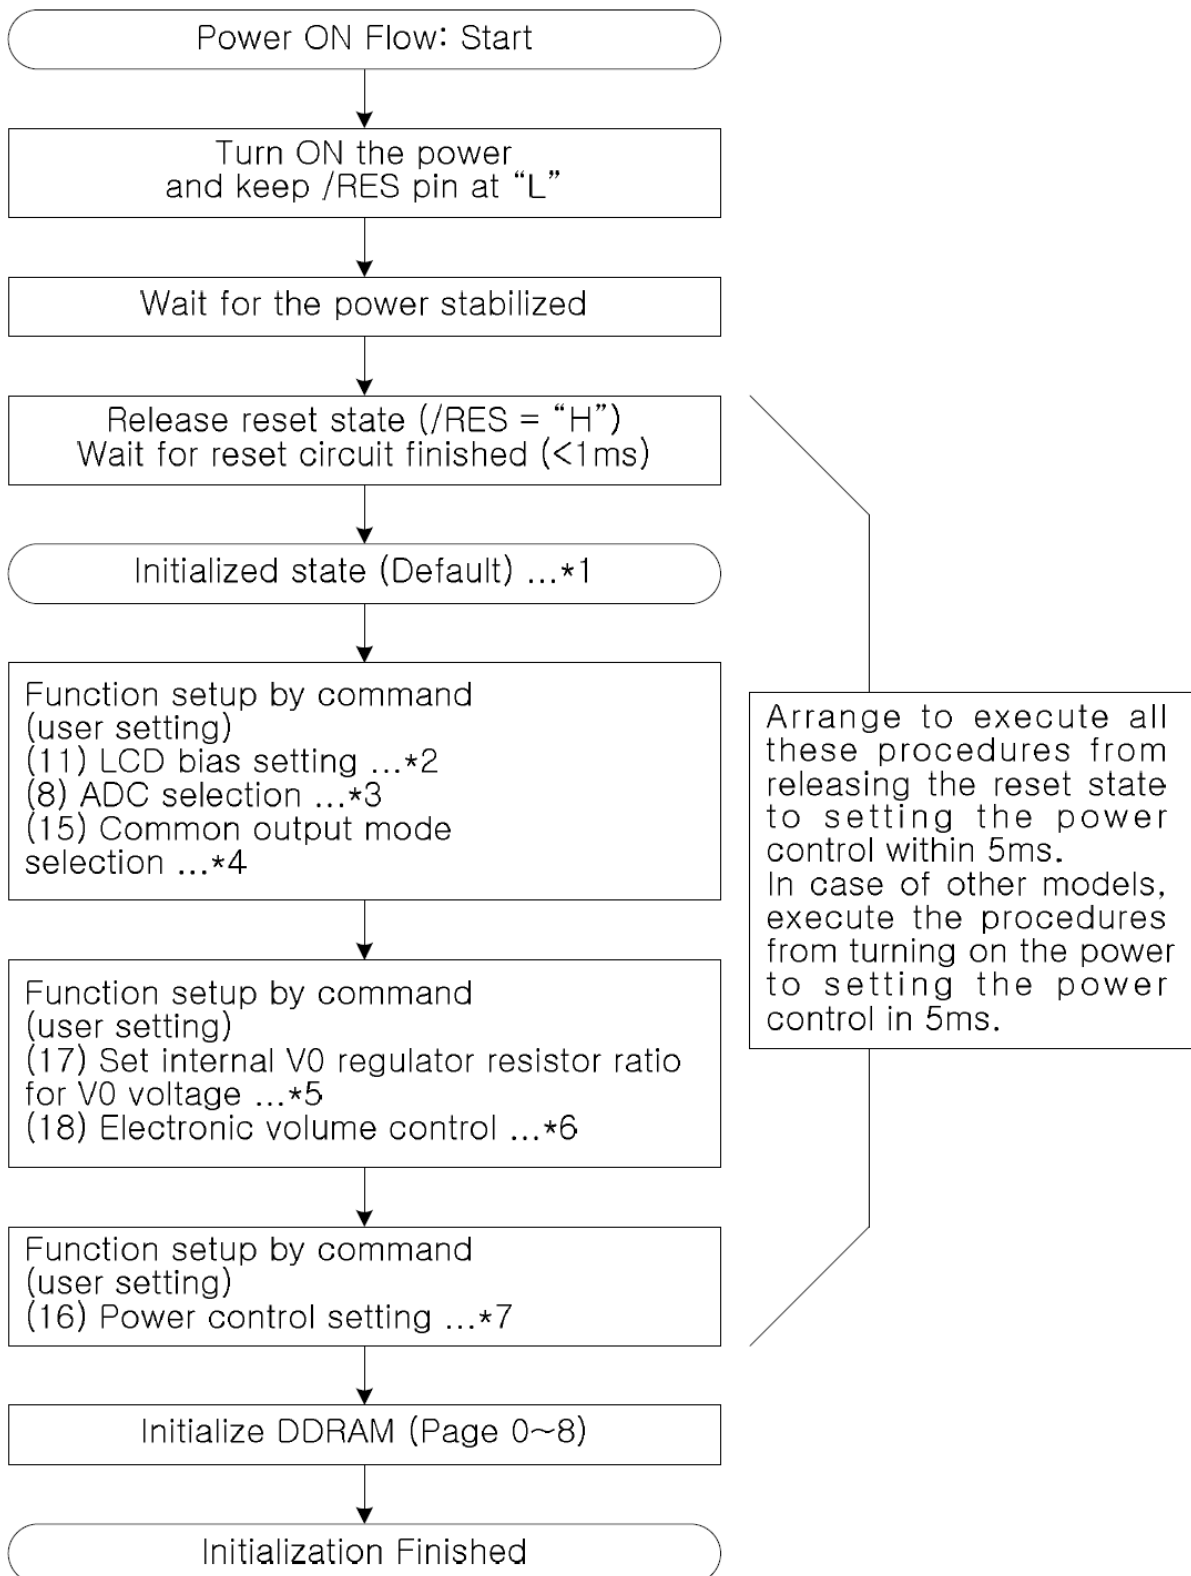 Power ON Flow: Start
Turn ON the power
and keep /RES pin at “L”
Wait for the power stabilized
Release reset state (/RES = “H”)
Wait for reset circuit finished (<1ms)
Initialized state (Default) ...*1
Function setup by command
(user setting)
(11) LCD bias setting ...*2
(8) ADC selection ...*3
(15) Common output mode
selection ...*4
Function setup by command
(user setting)
(17) Set internal V0 regulator resistor ratio
for V0 voltage ...*5
(18) Electronic volume control ...*6
Function setup by command
(user setting)
(16) Power control setting ...*7
Initialize DDRAM (Page 0~8)
Initialization Finished
Arrange to execute all
these procedures from
releasing the reset state
to setting the power
control within 5ms.
In case of other models,
execute the procedures
from turning on the power
to setting the power
control in 5ms.